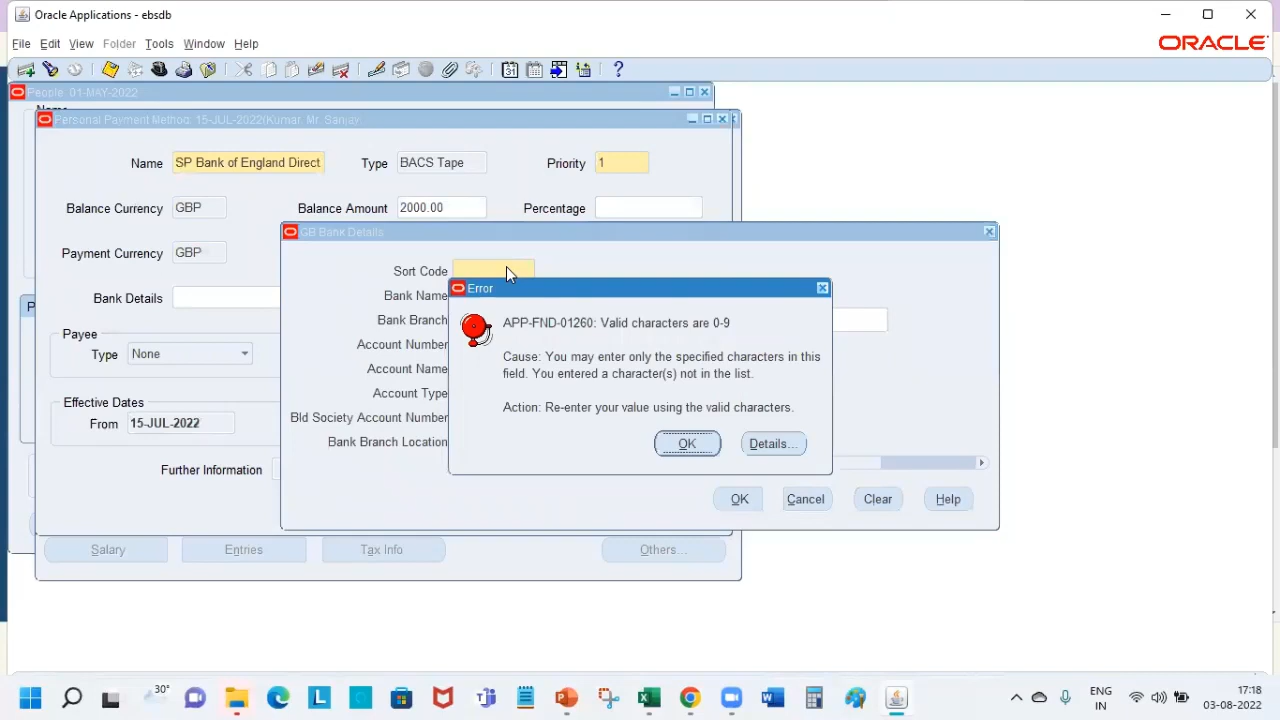 Oracle Applications - ebsdb
File Edit View Folder Tools Window Help
ORACLE
People: 01-MAY-2022
Personal Payment Method: 15-JUL-2022(Kumar, Mr. Sanjay)
Name SP Bank of England Direct Type BACS Tape Priority 1
Balance Currency GBP Balance Amount 2000.00 Percentage
Payment Currency GBP
Bank Details
Payee
Type None
Effective Dates
From 15-JUL-2022
Further Information
GB Bank Details
Sort Code
Bank Name
Bank Branch
Account Number
Account Name
Account Type
Bld Society Account Number
Bank Branch Location
OK Cancel Clear Help
Error
APP-FND-01260: Valid characters are 0-9
Cause: You may enter only the specified characters in this
field. You entered a character(s) not in the list.
Action: Re-enter your value using the valid characters.
OK Details...
Salary Entries Tax Info Others...
30°
ENG
IN
17:18
03-08-2022